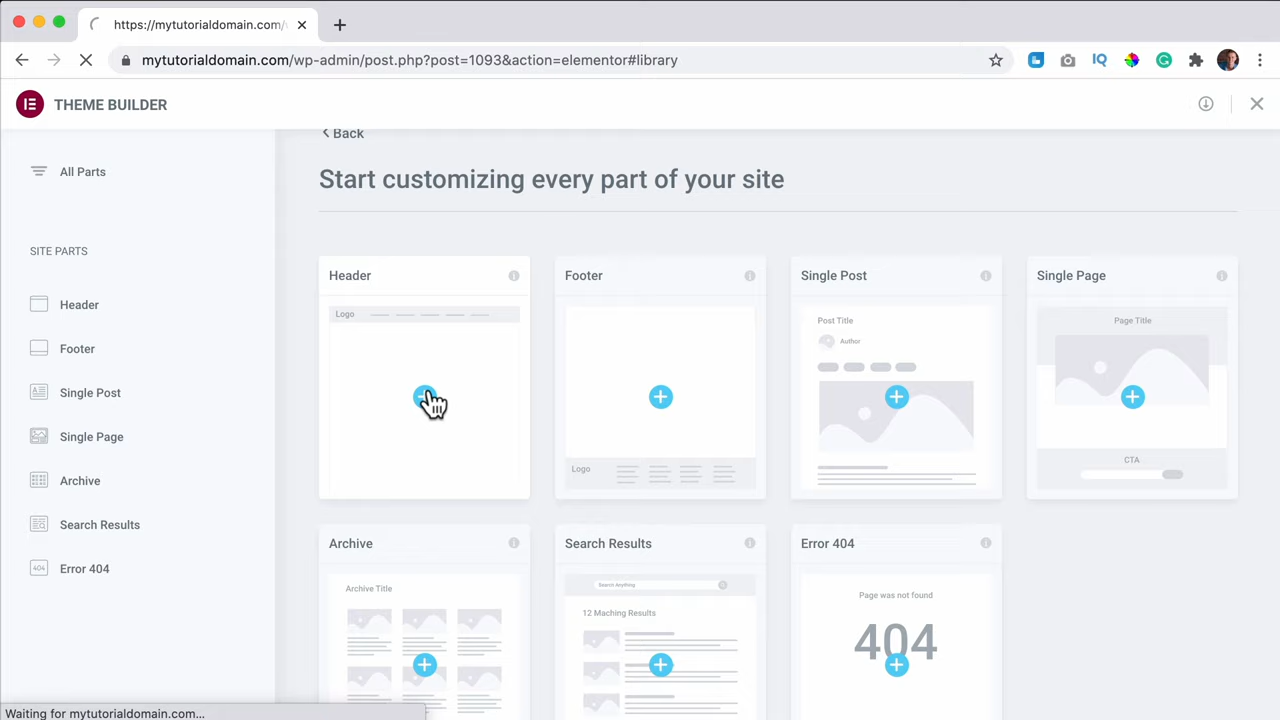 https://mytutorialdomain.com/
mytutorialdomain.com/wp-admin/post.php?post=1093&action=elementor#library
THEME BUILDER
Back
All Parts
Start customizing every part of your site
SITE PARTS
Header
Footer
Single Post
Single Page
Archive
Search Results
Error 404
404
Header
Logo
Footer
Logo
Single Post
Post Title
Author
Single Page
Page Title
CTA
Archive
Archive Title
Search Results
Search Anything
12 Maching Results
Error 404
Page was not found
404
Waiting for mytutorialdomain.com...